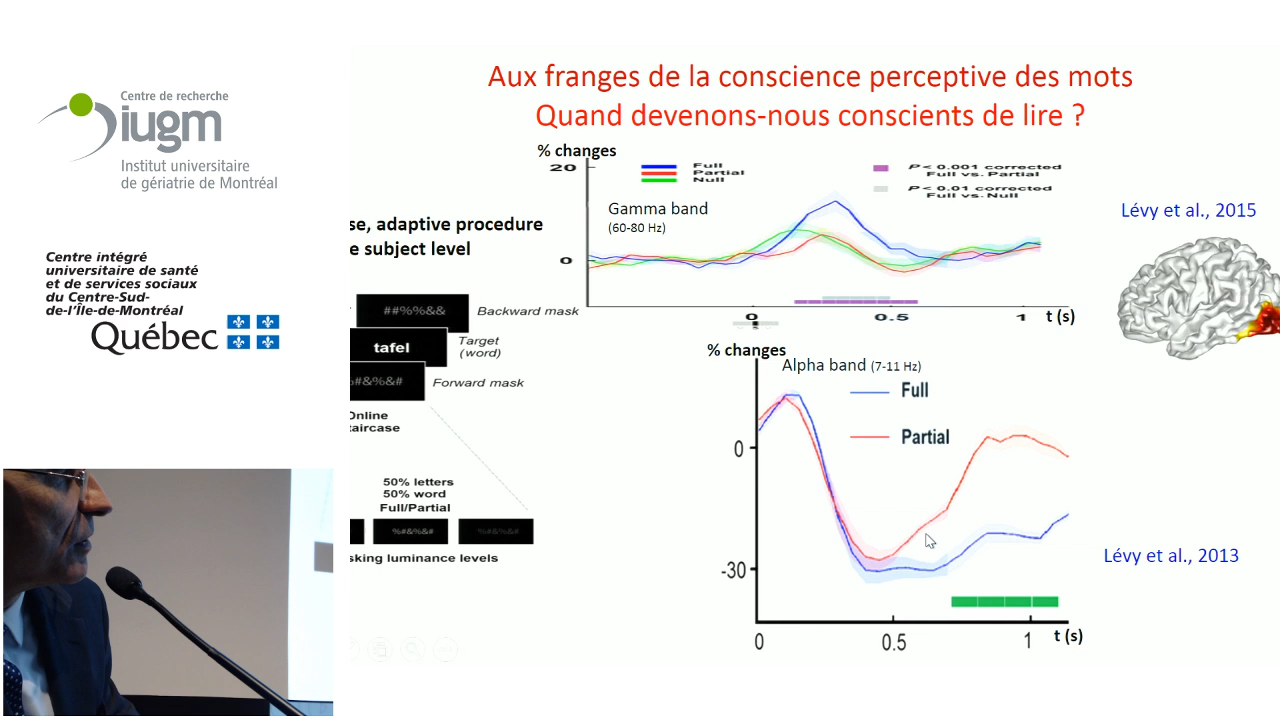 Centre de recherche
iugm
Institut universitaire
de gériatrie de Montréal
Centre intégré
universitaire de santé
et de services sociaux
du Centre-Sud-
de-l'Île-de-Montréal
Québec
Aux franges de la conscience perceptive des mots
Quand devenons-nous conscients de lire ?
% changes
20
Full
Partial
Null
P < 0.001 corrected
Full vs. Partial
P < 0.01 corrected
Full vs. Null
Gamma band
(60-80 Hz)
0
0
0.5
1
t (s)
Lévy et al., 2015
se, adaptive procedure
e subject level
##%%&&
Backward mask
tafel
Target
(word)
#&%&#
Forward mask
Online
taircase
50% letters
50% word
Full/Partial
%#&%&#
%#&%&#
sking luminance levels
% changes
Alpha band (7-11 Hz)
Full
Partial
0
-30
0
0.5
1
t (s)
Lévy et al., 2013